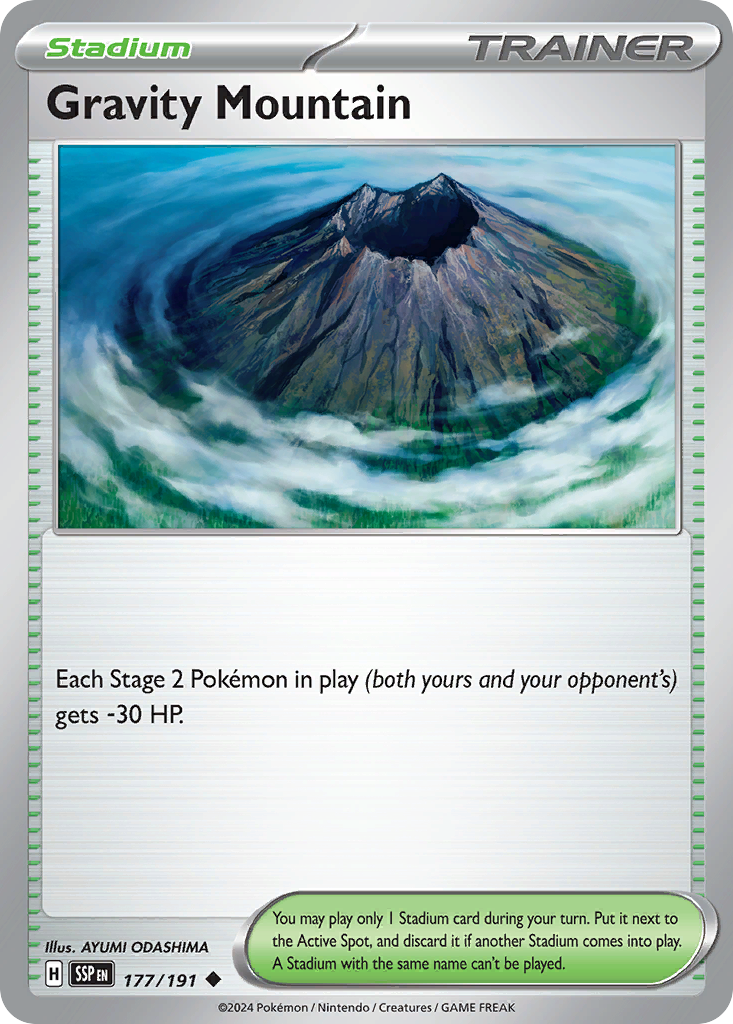 Stadium
TRAINER
Gravity Mountain
Each Stage 2 Pokémon in play (both yours and your opponent's)
gets -30 HP.
You may play only 1 Stadium card during your turn. Put it next to
the Active Spot, and discard it if another Stadium comes into play.
A Stadium with the same name can't be played.
Illus. AYUMI ODASHIMA
H SSP EN 177/191
©2024 Pokémon / Nintendo / Creatures / GAME FREAK